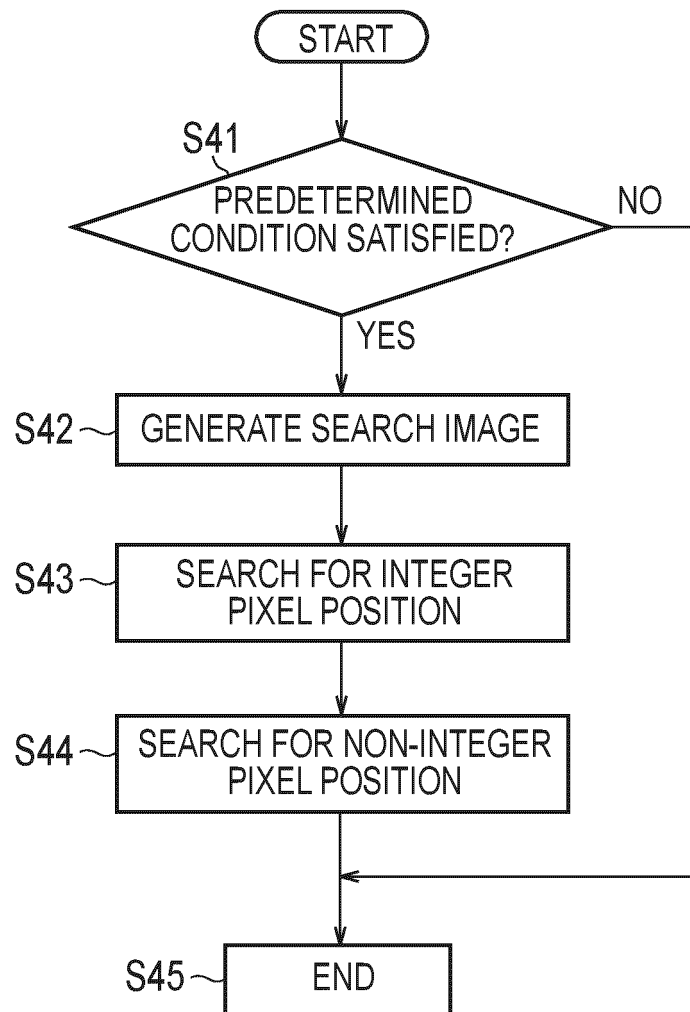 START
S41
PREDETERMINED
CONDITION SATISFIED?
NO
YES
S42
GENERATE SEARCH IMAGE
S43
SEARCH FOR INTEGER
PIXEL POSITION
S44
SEARCH FOR NON-INTEGER
PIXEL POSITION
S45
END